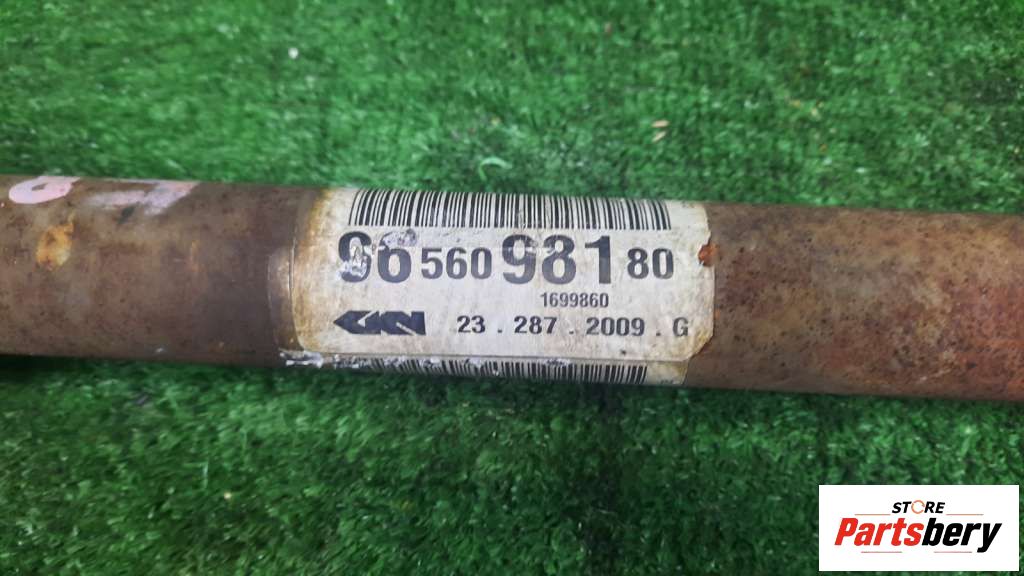 96 560 981 80
1699860
GKN 23 . 287 . 2009 . G
STORE
Partsbery